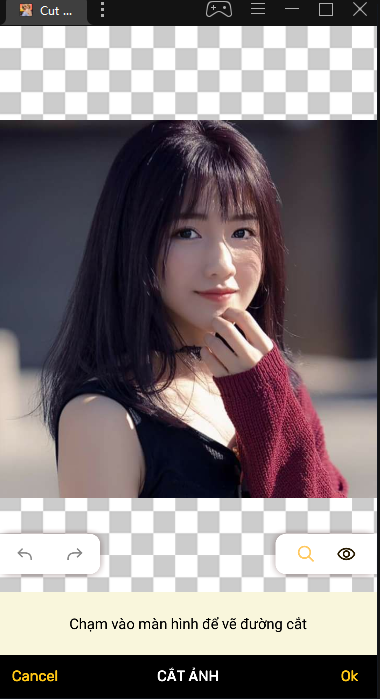 Cut ...
Chạm vào màn hình để vẽ đường cắt
Cancel
CẮT ẢNH
Ok